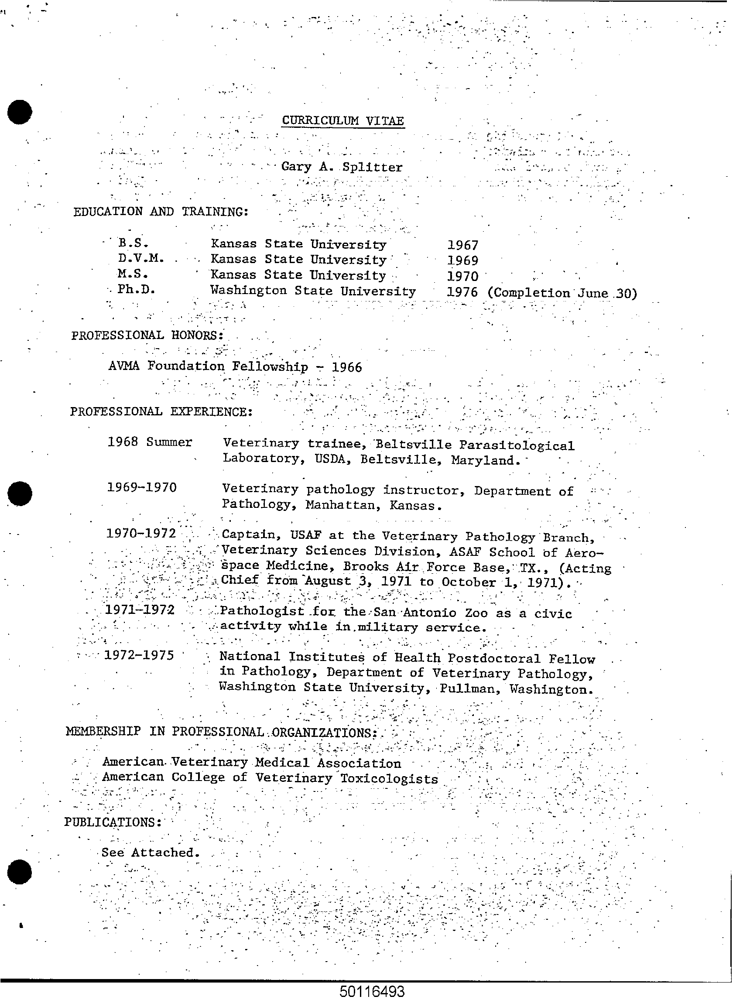 CURRICULUM VITAE
Gary A. Splitter
EDUCATION AND TRAINING:
B.S. Kansas State University 1967
D.V.M. Kansas State University 1969
M.S. Kansas State University 1970
Ph.D. Washington State University 1976 (Completion June 30)
PROFESSIONAL HONORS:
AVMA Foundation Fellowship - 1966
PROFESSIONAL EXPERIENCE:
1968 Summer Veterinary trainee, Beltsville Parasitological
Laboratory, USDA, Beltsville, Maryland.
1969-1970 Veterinary pathology instructor, Department of
Pathology, Manhattan, Kansas.
1970-1972 Captain, USAF at the Veterinary Pathology Branch,
Veterinary Sciences Division, ASAF School of Aero-
space Medicine, Brooks Air Force Base, TX., (Acting
Chief from August 3, 1971 to October 1, 1971).
1971-1972 Pathologist for the San Antonio Zoo as a civic
activity while in military service.
1972-1975 National Institutes of Health Postdoctoral Fellow
in Pathology, Department of Veterinary Pathology,
Washington State University, Pullman, Washington.
MEMBERSHIP IN PROFESSIONAL ORGANIZATIONS:
American Veterinary Medical Association
American College of Veterinary Toxicologists
PUBLICATIONS:
See Attached.
50116493